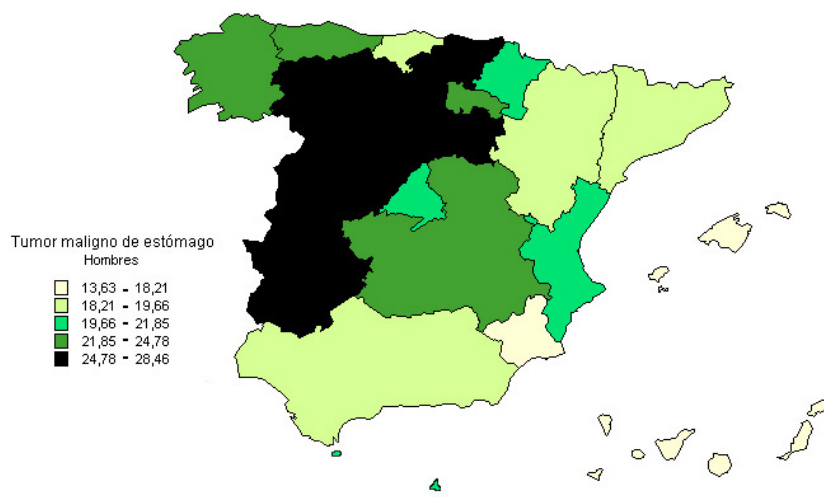 Tumor maligno de estómago
Hombres
13,63 - 18,21
18,21 - 19,66
19,66 - 21,85
21,85 - 24,78
24,78 - 28,46